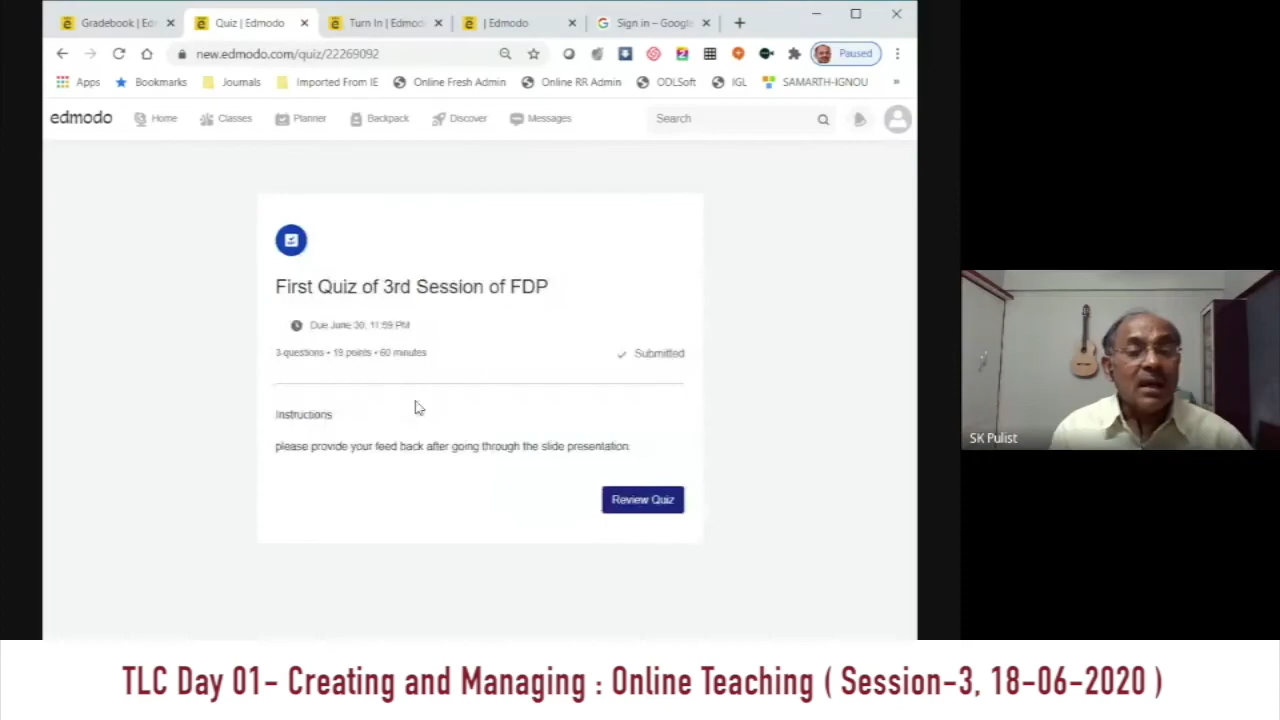 Gradebook | Ed
Quiz | Edmodo
Turn In | Edmod
| Edmodo
Sign in – Google
new.edmodo.com/quiz/22269092
Paused
Apps
Bookmarks
Journals
Imported From IE
Online Fresh Admin
Online RR Admin
ODLSoft
IGL
SAMARTH-IGNOU
»
edmodo
Home
Classes
Planner
Backpack
Discover
Messages
Search
First Quiz of 3rd Session of FDP
Due June 30, 11:59 PM
3 questions • 19 points • 60 minutes
Submitted
Instructions
please provide your feed back after going through the slide presentation.
Review Quiz
SK Pulist
TLC Day 01- Creating and Managing : Online Teaching ( Session-3, 18-06-2020 )